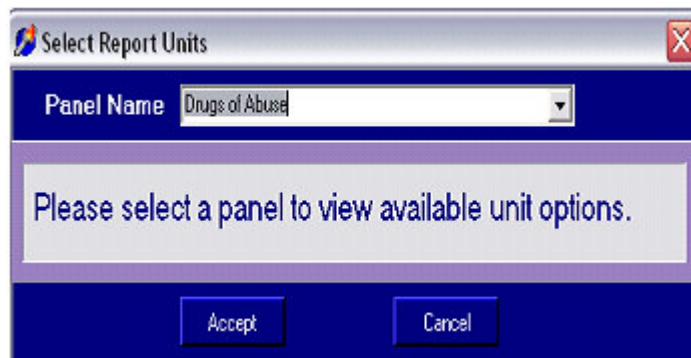 Select Report Units
Panel Name Drugs of Abuse
Please select a panel to view available unit options.
Accept Cancel